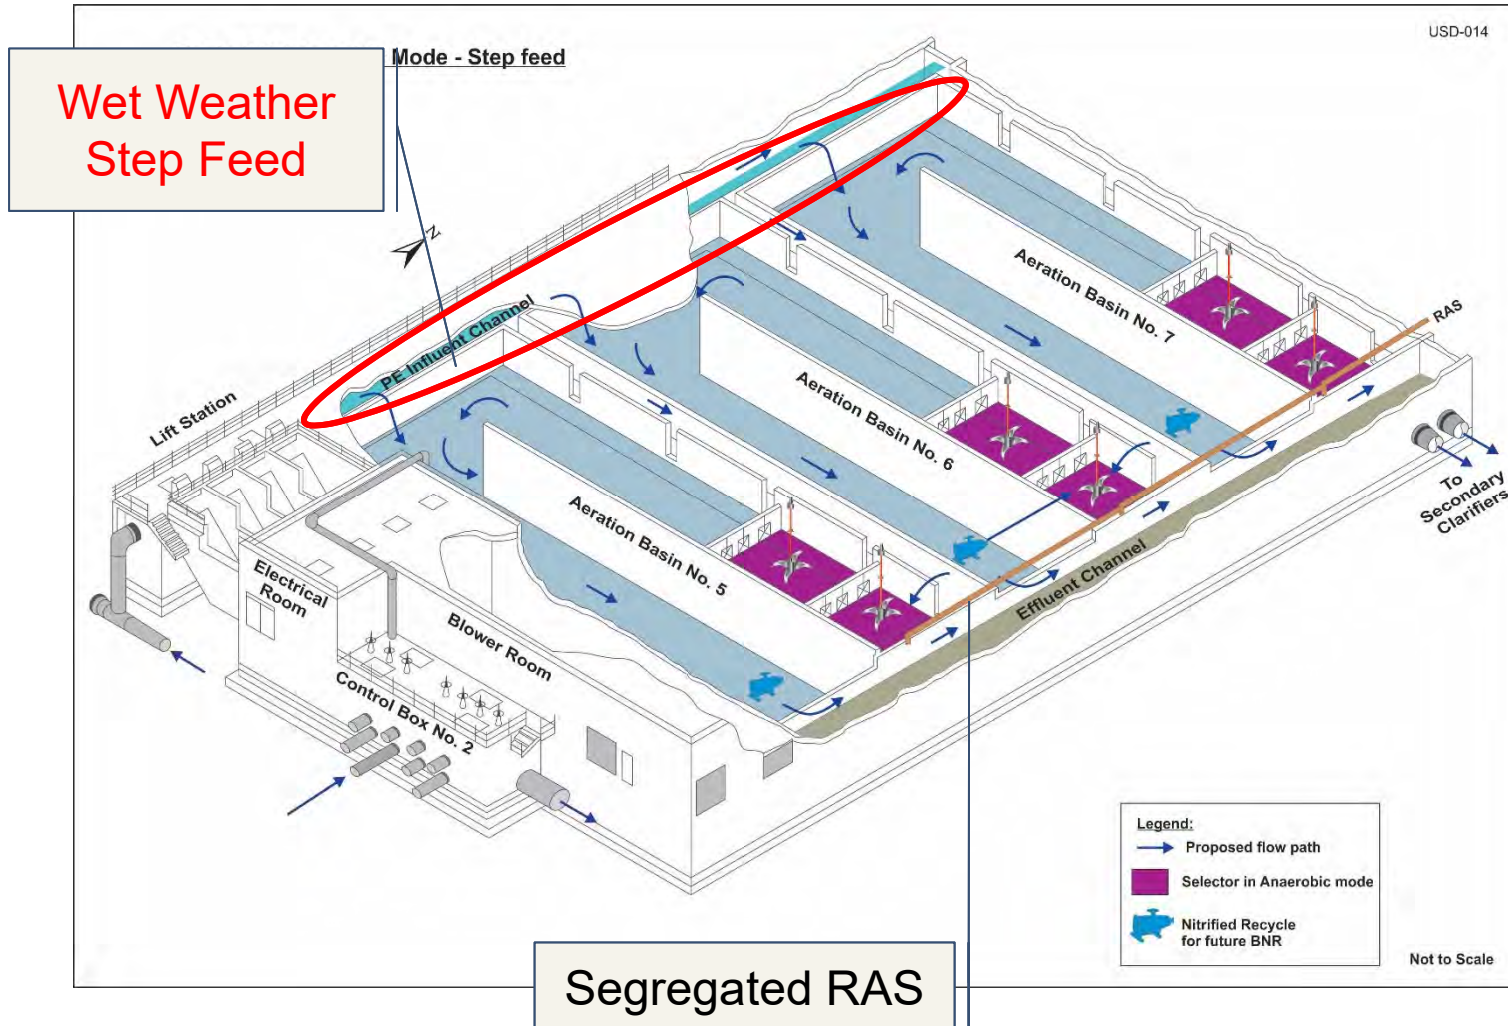 USD-014
Mode - Step feed
Wet Weather
Step Feed
N
PE Influent Channel
Lift Station
Aeration Basin No. 7
RAS
Aeration Basin No. 6
Aeration Basin No. 5
To
Secondary
Clarifiers
Effluent Channel
Electrical
Room
Blower Room
Control Box No. 2
Legend:
Proposed flow path
Selector in Anaerobic mode
Nitrified Recycle
for future BNR
Not to Scale
Segregated RAS